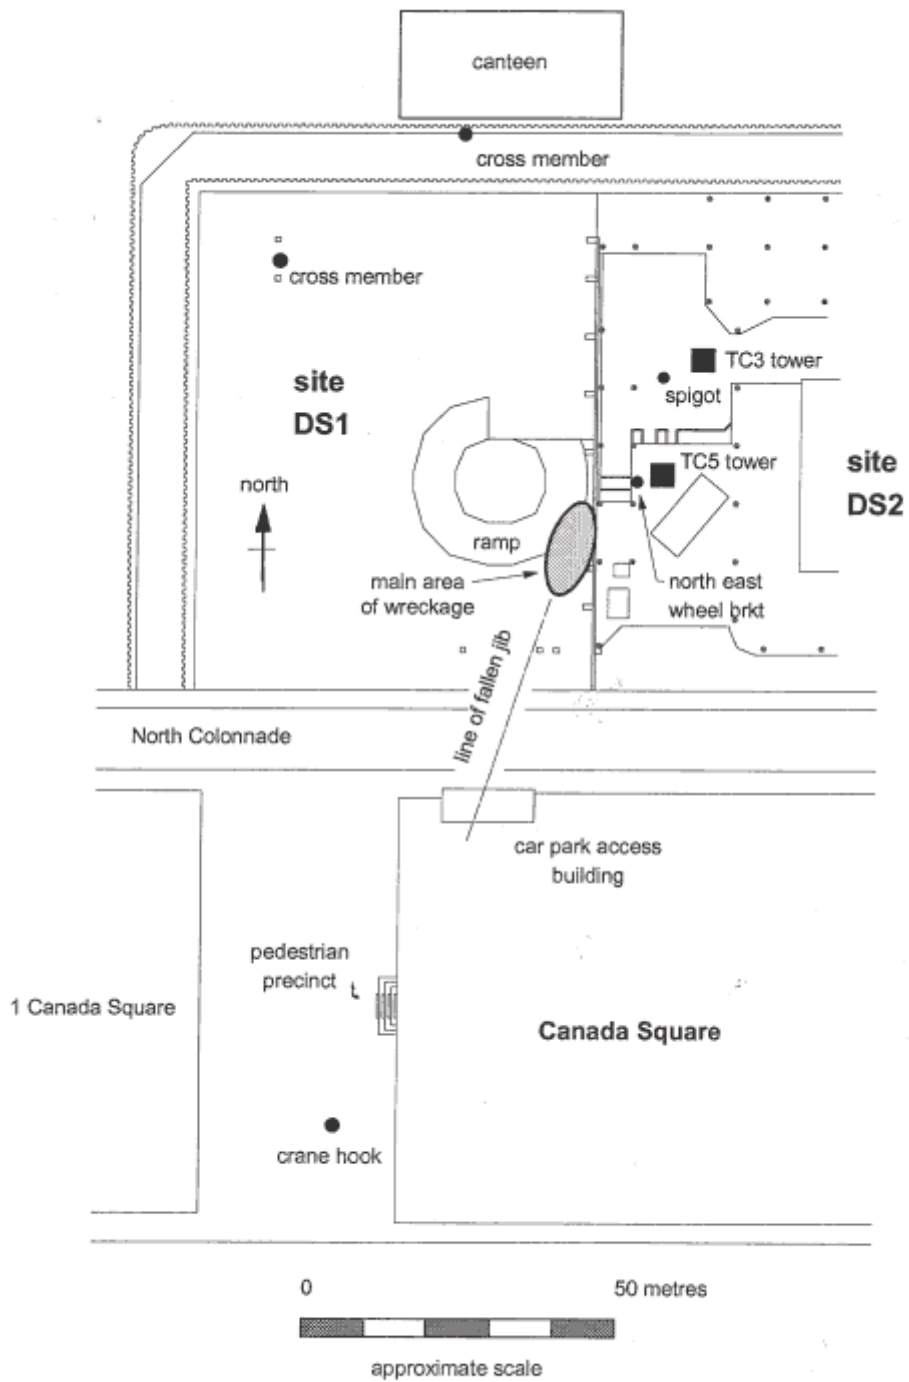 canteen
cross member
cross member
TC3 tower
spigot
site
DS1
TC5 tower
site
DS2
north
ramp
main area
of wreckage
north east
wheel brkt
line of fallen jib
North Colonnade
car park access
building
pedestrian
precinct
1 Canada Square
Canada Square
crane hook
0
50 metres
approximate scale